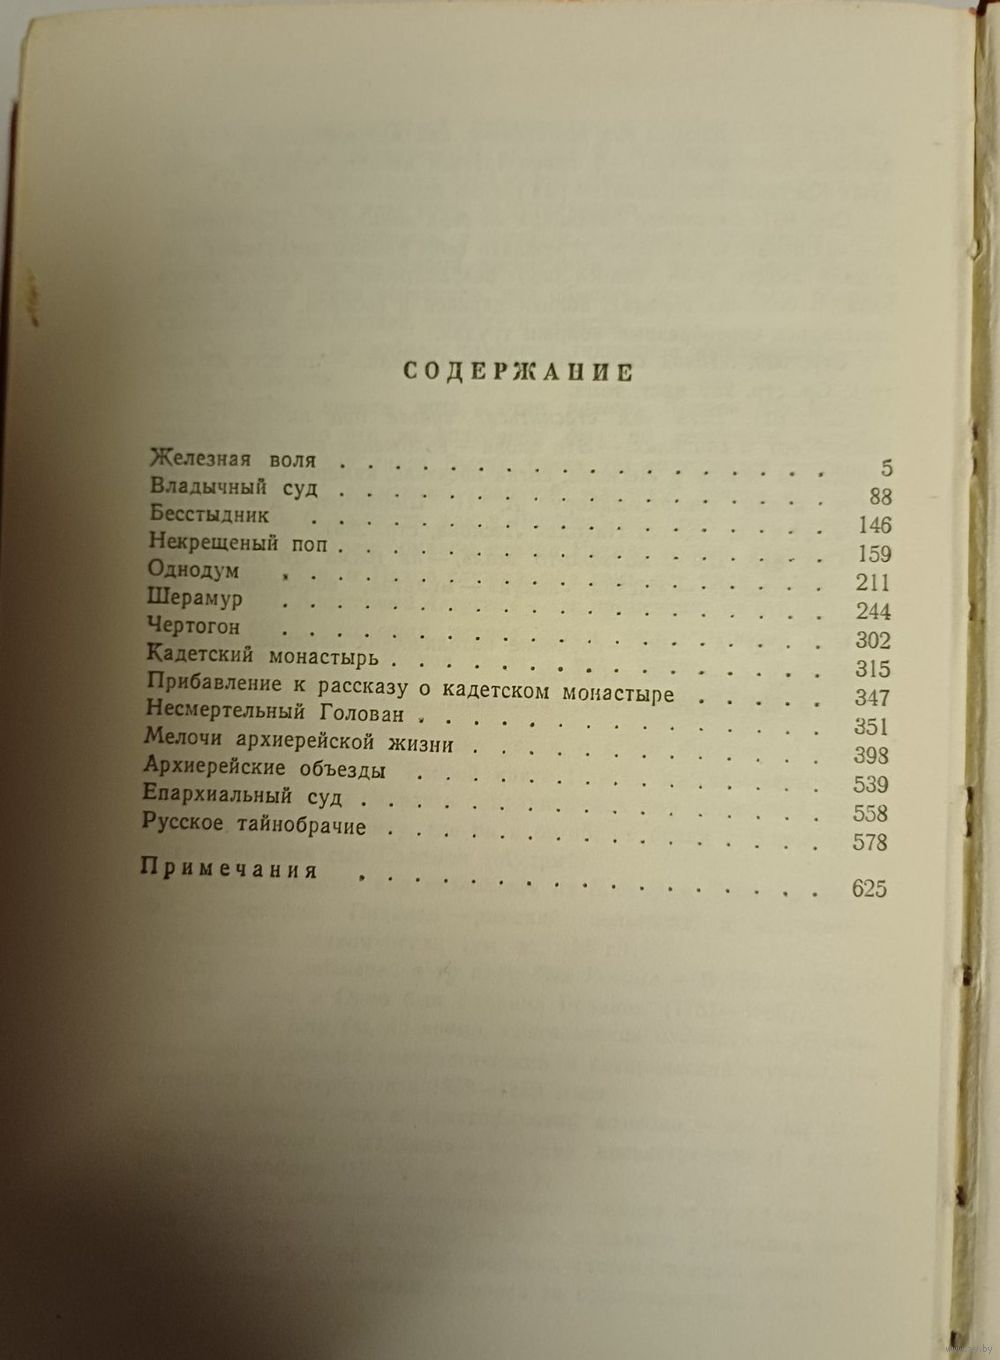 СОДЕРЖАНИЕ
Железная воля . . . . . . . . . . . . . . . . . . 5
Владычный суд . . . . . . . . . . . . . . . . . . 88
Бесстыдник . . . . . . . . . . . . . . . . . . . 146
Некрещеный поп . . . . . . . . . . . . . . . . . . 159
Однодум . . . . . . . . . . . . . . . . . . . . 211
Шерамур . . . . . . . . . . . . . . . . . . . . 244
Чертогон . . . . . . . . . . . . . . . . . . . . 302
Кадетский монастырь . . . . . . . . . . . . . . . . 315
Прибавление к рассказу о кадетском монастыре . . . . . 347
Несмертельный Голован . . . . . . . . . . . . . . . 351
Мелочи архиерейской жизни . . . . . . . . . . . . . 398
Архиерейские объезды . . . . . . . . . . . . . . . 539
Епархиальный суд . . . . . . . . . . . . . . . . . 558
Русское тайнобрачие . . . . . . . . . . . . . . . . 578
Примечания . . . . . . . . . . . . . . . . . 625